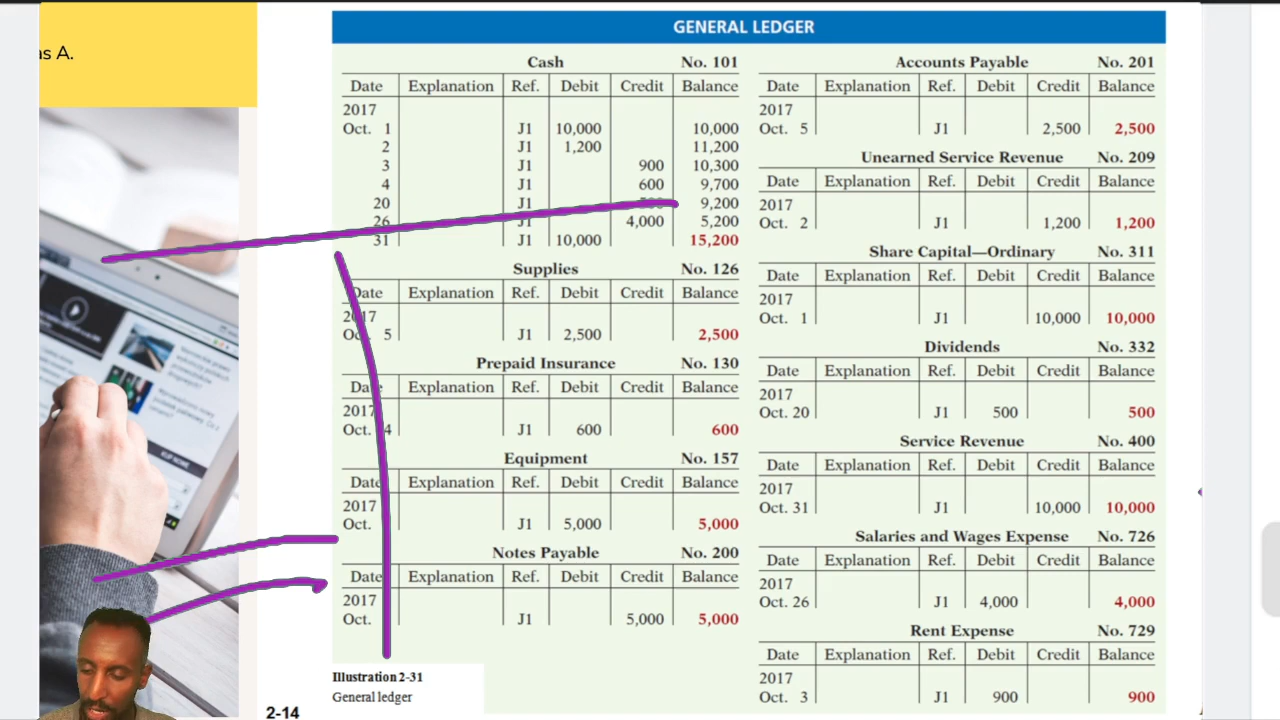 as A.
GENERAL LEDGER
Cash No. 101
Date Explanation Ref. Debit Credit Balance
2017
Oct. 1 J1 10,000 10,000
2 J1 1,200 11,200
3 J1 900 10,300
4 J1 600 9,700
20 J1 9,200
26 J1 4,000 5,200
31 J1 10,000 15,200
Supplies No. 126
Date Explanation Ref. Debit Credit Balance
2017
Oct. 5 J1 2,500 2,500
Prepaid Insurance No. 130
Date Explanation Ref. Debit Credit Balance
2017
Oct. 4 J1 600 600
Equipment No. 157
Date Explanation Ref. Debit Credit Balance
2017
Oct. J1 5,000 5,000
Notes Payable No. 200
Date Explanation Ref. Debit Credit Balance
2017
Oct. J1 5,000 5,000
Illustration 2-31
General ledger
2-14
Accounts Payable No. 201
Date Explanation Ref. Debit Credit Balance
2017
Oct. 5 J1 2,500 2,500
Unearned Service Revenue No. 209
Date Explanation Ref. Debit Credit Balance
2017
Oct. 2 J1 1,200 1,200
Share Capital—Ordinary No. 311
Date Explanation Ref. Debit Credit Balance
2017
Oct. 1 J1 10,000 10,000
Dividends No. 332
Date Explanation Ref. Debit Credit Balance
2017
Oct. 20 J1 500 500
Service Revenue No. 400
Date Explanation Ref. Debit Credit Balance
2017
Oct. 31 J1 10,000 10,000
Salaries and Wages Expense No. 726
Date Explanation Ref. Debit Credit Balance
2017
Oct. 26 J1 4,000 4,000
Rent Expense No. 729
Date Explanation Ref. Debit Credit Balance
2017
Oct. 3 J1 900 900